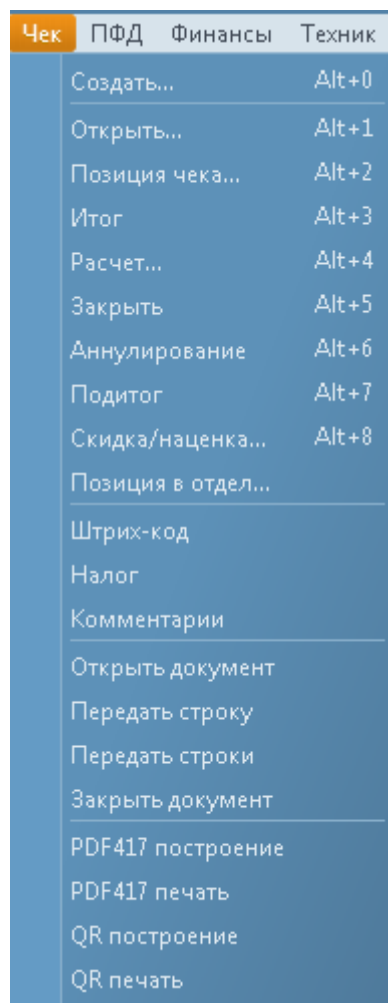 Чек ПФД Финансы Техник
Создать... Alt+0
Открыть... Alt+1
Позиция чека... Alt+2
Итог Alt+3
Расчет... Alt+4
Закрыть Alt+5
Аннулирование Alt+6
Подитог Alt+7
Скидка/наценка... Alt+8
Позиция в отдел...
Штрих-код
Налог
Комментарии
Открыть документ
Передать строку
Передать строки
Закрыть документ
PDF417 построение
PDF417 печать
QR построение
QR печать